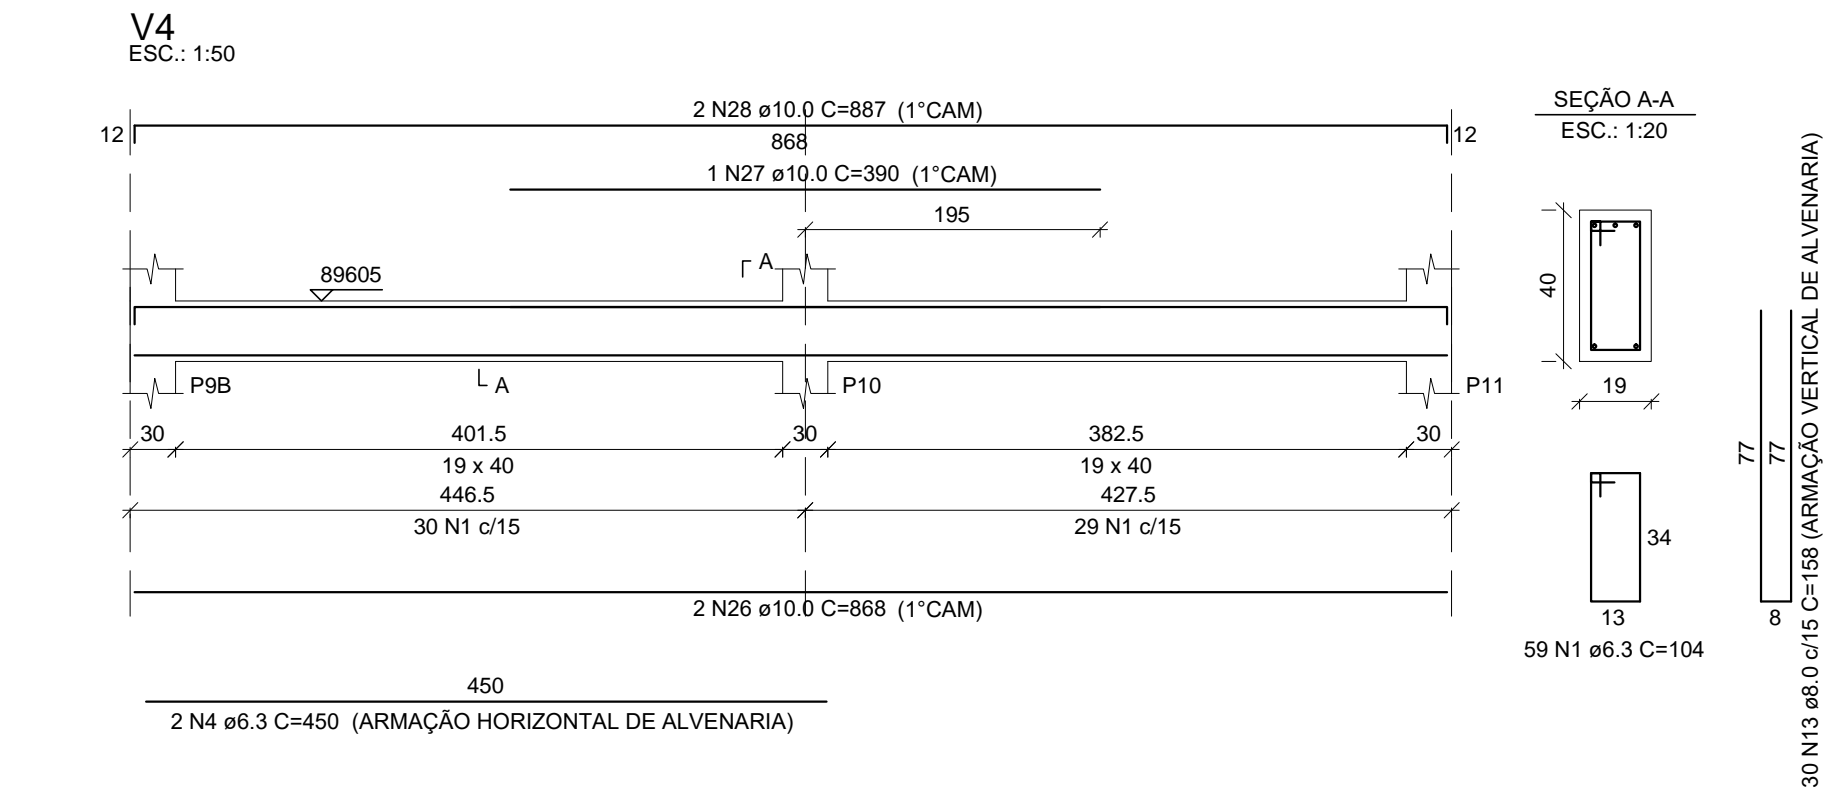 V4
ESC.: 1:50
2 N28 ø10.0 C=887 (1°CAM)
12
868
12
1 N27 ø10.0 C=390 (1°CAM)
195
A
89605
P9B
A
P10
P11
30
401.5
30
382.5
30
19 x 40
19 x 40
446.5
427.5
30 N1 c/15
29 N1 c/15
2 N26 ø10.0 C=868 (1°CAM)
450
2 N4 ø6.3 C=450 (ARMAÇÃO HORIZONTAL DE ALVENARIA)
SEÇÃO A-A
ESC.: 1:20
40
19
34
13
59 N1 ø6.3 C=104
77
77
8
30 N13 ø8.0 c/15 C=158 (ARMAÇÃO VERTICAL DE ALVENARIA)